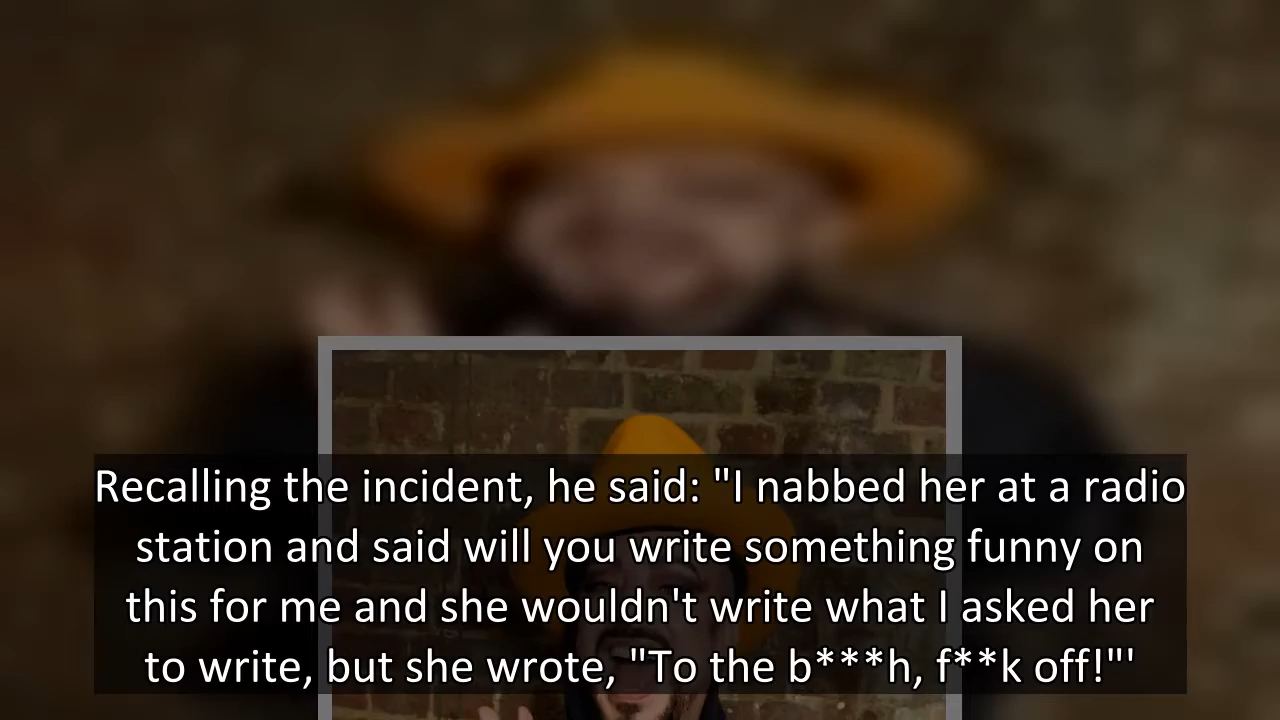 Recalling the incident, he said: "I nabbed her at a radio
station and said will you write something funny on
this for me and she wouldn't write what I asked her
to write, but she wrote, "To the b***h, f**k off!"'